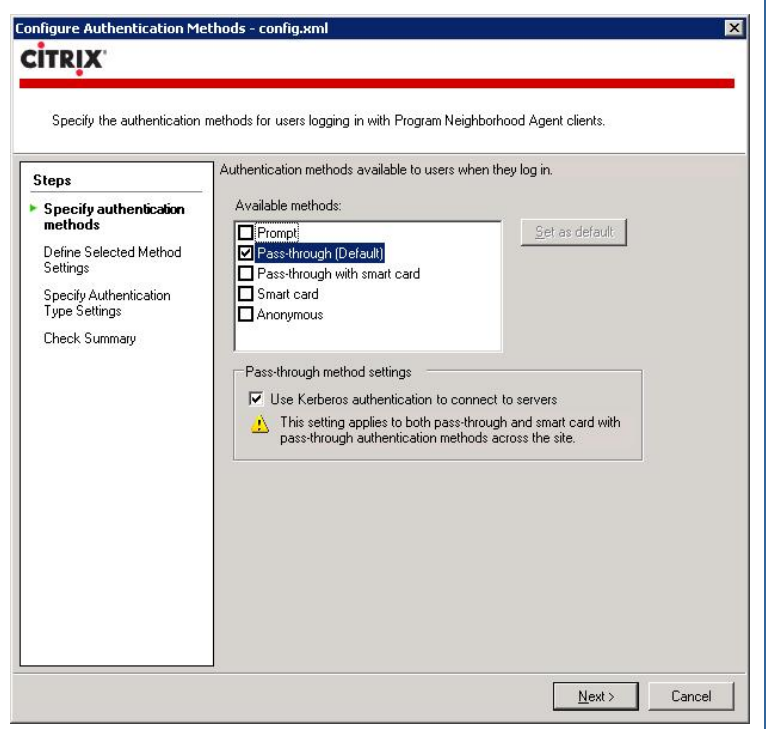 Configure Authentication Methods - config.xml
CITRIX
Specify the authentication methods for users logging in with Program Neighborhood Agent clients.
Steps
Specify authentication
methods
Define Selected Method
Settings
Specify Authentication
Type Settings
Check Summary
Authentication methods available to users when they log in.
Available methods:
Prompt
Pass-through (Default)
Pass-through with smart card
Smart card
Anonymous
Set as default
Pass-through method settings
Use Kerberos authentication to connect to servers
This setting applies to both pass-through and smart card with
pass-through authentication methods across the site.
Next >
Cancel